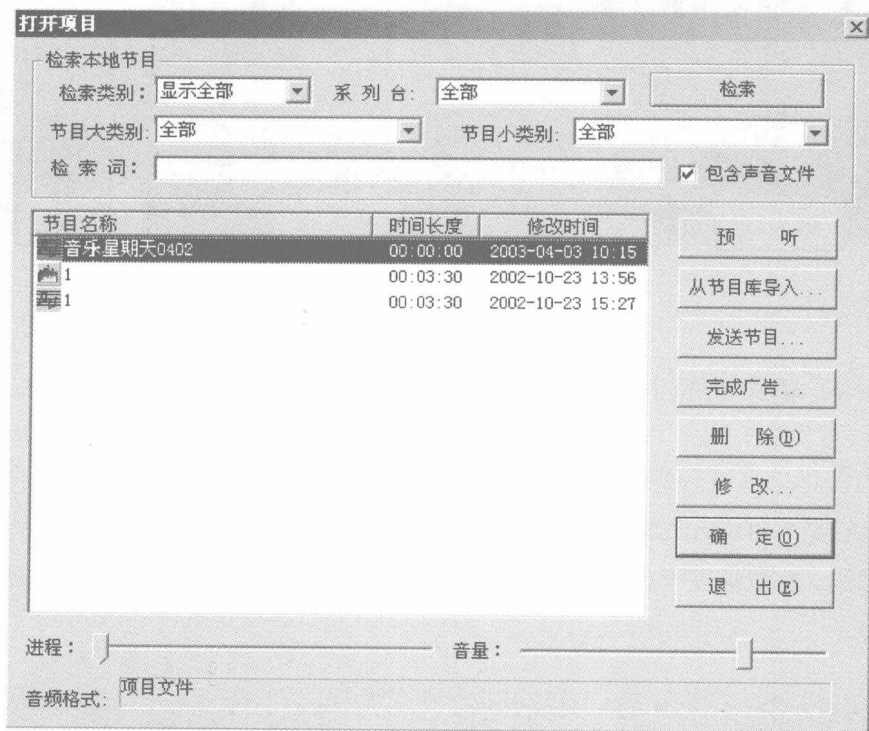 打开项目
检索本地节目
检索类别: 显示全部 系列台: 全部 检索
节目大类别: 全部 节目小类别: 全部
检索词: 包含声音文件
节目名称 时间长度 修改时间
音乐星期天0402 00:00:00 2003-04-03 10:15
1 00:03:30 2002-10-23 13:56
1 00:03:30 2002-10-23 15:27
预听
从节目库导入...
发送节目...
完成广告...
删除(D)
修改...
确定(O)
退出(E)
进程: 音量:
音频格式: 项目文件